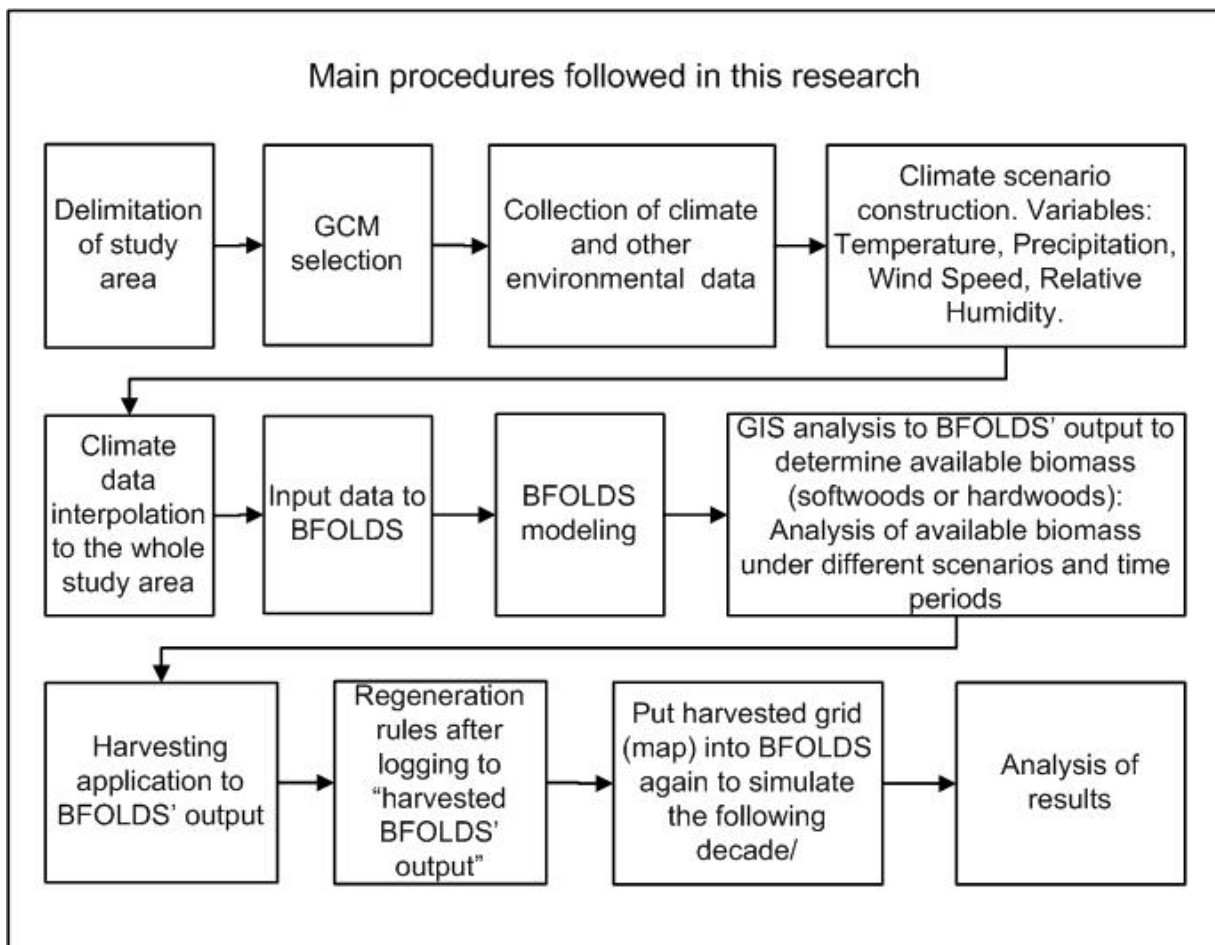 Main procedures followed in this research
Delimitation
of study
area
GCM
selection
Collection of climate
and other
environmental data
Climate scenario
construction. Variables:
Temperature, Precipitation,
Wind Speed, Relative
Humidity.
Climate
data
interpolation
to the whole
study area
Input data to
BFOLDS
BFOLDS
modeling
GIS analysis to BFOLDS’ output to
determine available biomass
(softwoods or hardwoods):
Analysis of available biomass
under different scenarios and time
periods
Harvesting
application to
BFOLDS’ output
Regeneration
rules after
logging to
“harvested
BFOLDS’
output”
Put harvested grid
(map) into BFOLDS
again to simulate
the following
decade/
Analysis of
results